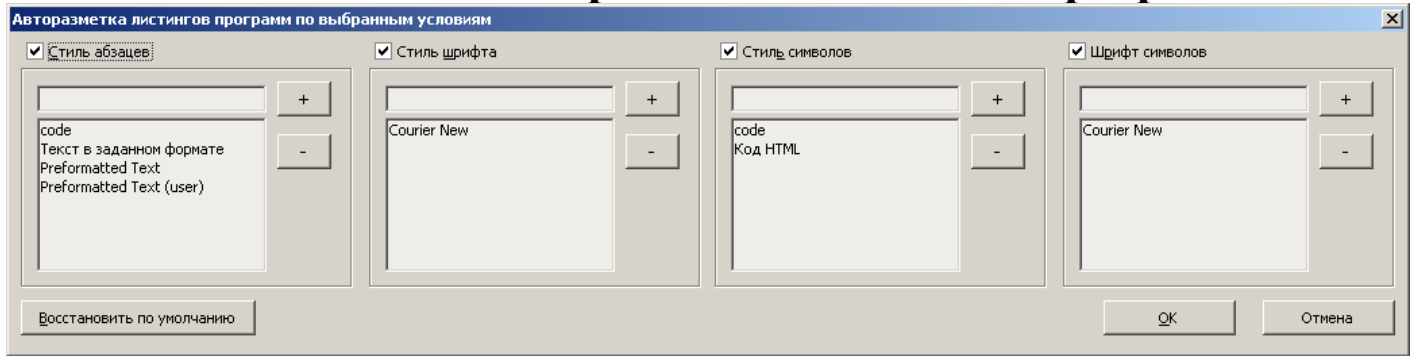 Авторазметка листингов программ по выбранным условиям
Стиль абзацев
Стиль шрифта
Стиль символов
Шрифт символов
+
+
+
+
code
Текст в заданном формате
Preformatted Text
Preformatted Text (user)
-
Courier New
-
code
Код HTML
-
Courier New
-
Восстановить по умолчанию
OK
Отмена